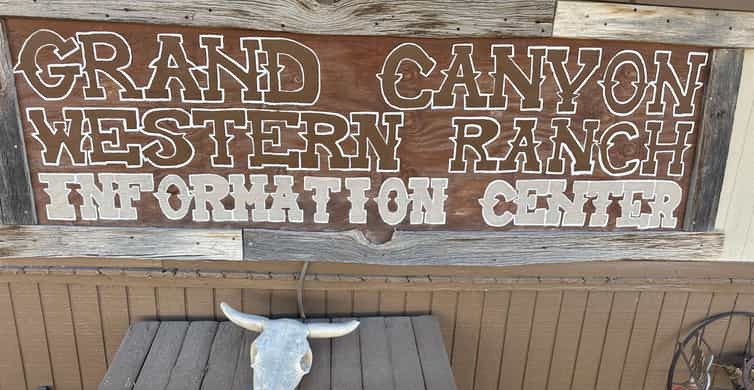 GRAND CANYON
WESTERN RANCH
INFORMATION CENTER